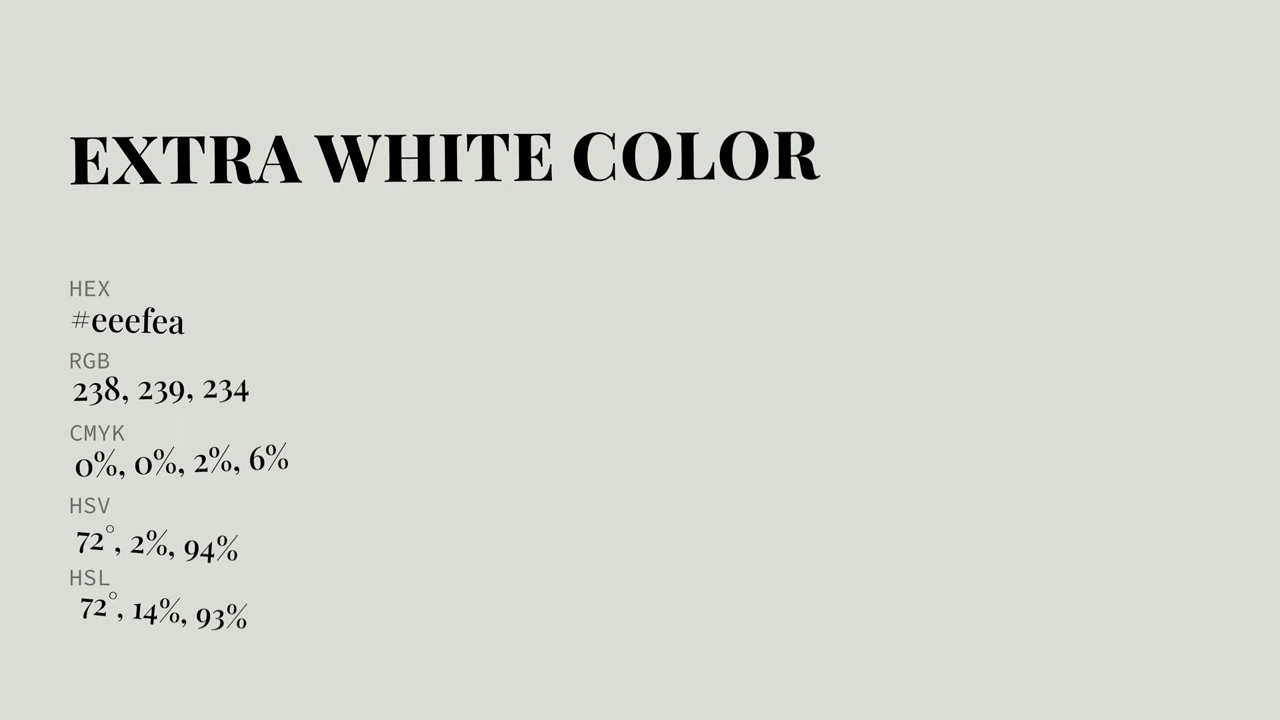 EXTRA WHITE COLOR
HEX
#eeefea
RGB
238, 239, 234
CMYK
0%, 0%, 2%, 6%
HSV
72°, 2%, 94%
HSL
72°, 14%, 93%